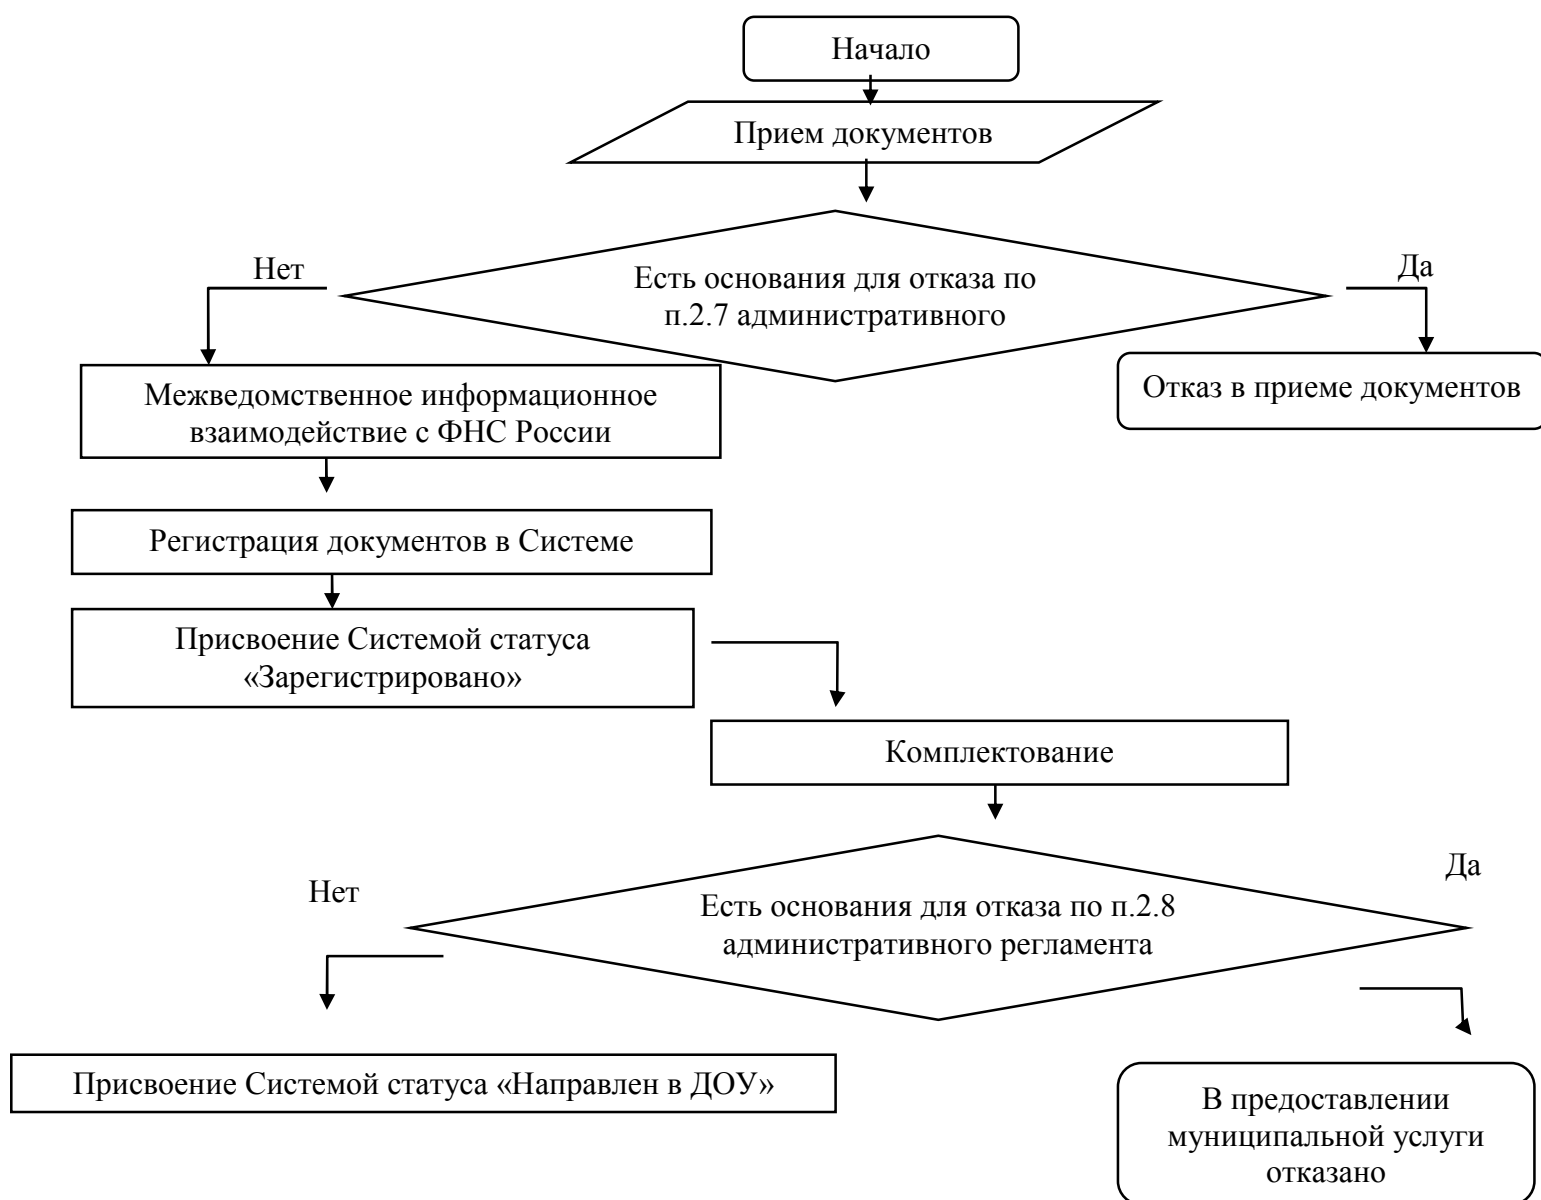 Начало
Прием документов
Нет
Да
Есть основания для отказа по
п.2.7 административного
Межведомственное информационное
взаимодействие с ФНС России
Отказ в приеме документов
Регистрация документов в Системе
Присвоение Системой статуса
«Зарегистрировано»
Комплектование
Нет
Да
Есть основания для отказа по п.2.8
административного регламента
Присвоение Системой статуса «Направлен в ДОУ»
В предоставлении
муниципальной услуги
отказано